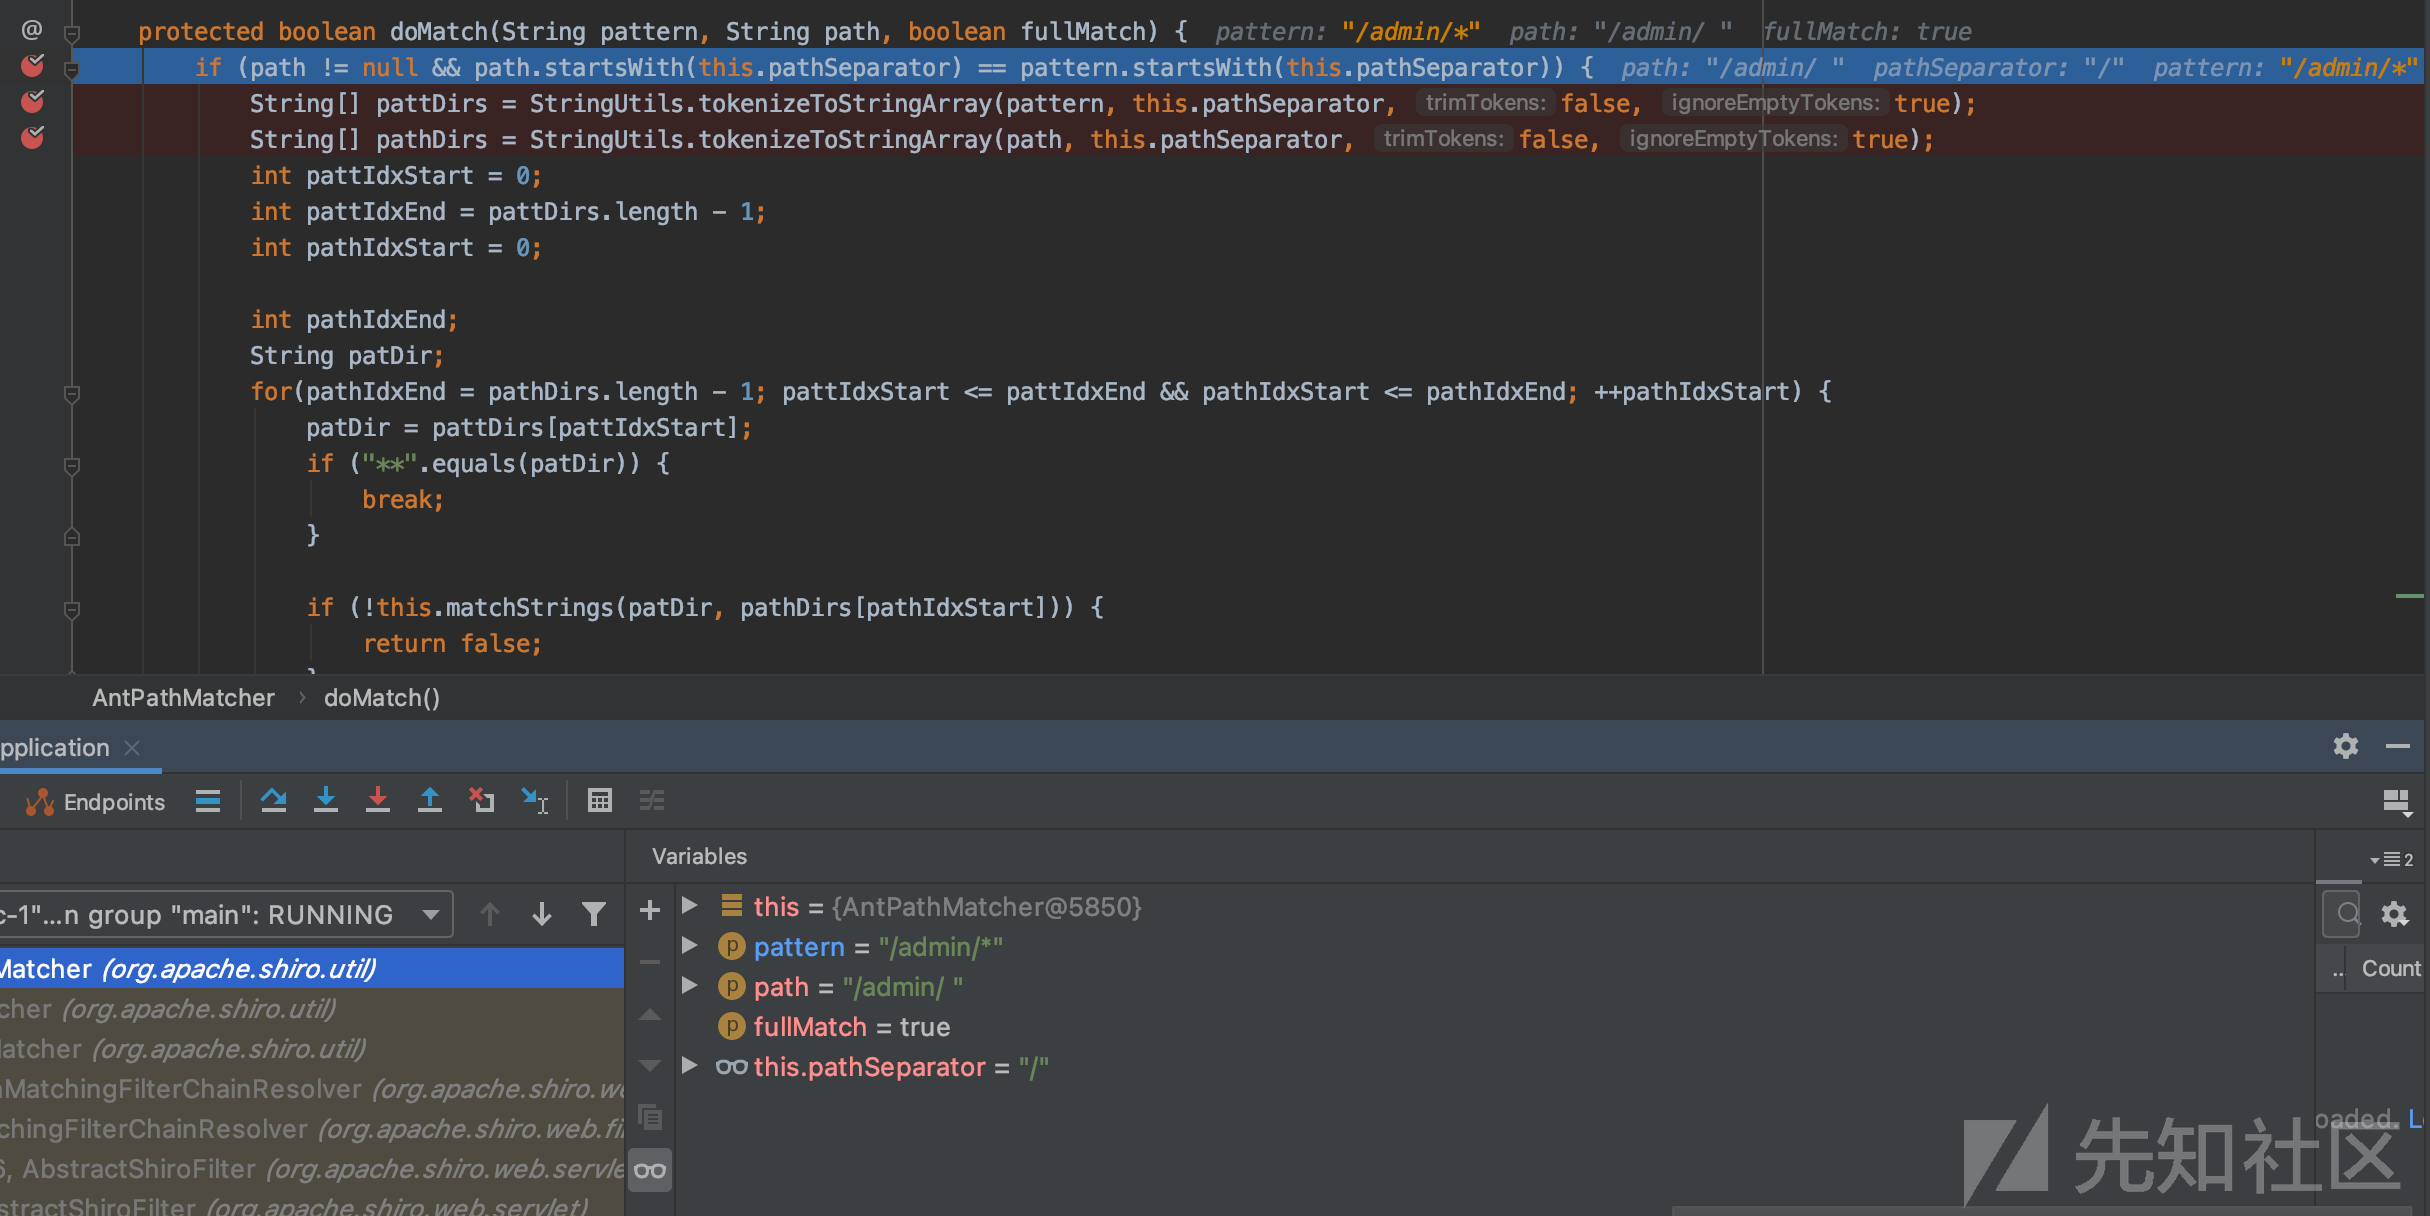 @ protected boolean doMatch(String pattern, String path, boolean fullMatch) { pattern: "/admin/*" path: "/admin/ " fullMatch: true
if (path != null && path.startsWith(this.pathSeparator) == pattern.startsWith(this.pathSeparator)) { path: "/admin/ " pathSeparator: "/" pattern: "/admin/*"
String[] pattDirs = StringUtils.tokenizeToStringArray(pattern, this.pathSeparator, trimTokens: false, ignoreEmptyTokens: true);
String[] pathDirs = StringUtils.tokenizeToStringArray(path, this.pathSeparator, trimTokens: false, ignoreEmptyTokens: true);
int pattIdxStart = 0;
int pattIdxEnd = pattDirs.length - 1;
int pathIdxStart = 0;
int pathIdxEnd;
String patDir;
for(pathIdxEnd = pathDirs.length - 1; pattIdxStart <= pattIdxEnd && pathIdxStart <= pathIdxEnd; ++pathIdxStart) {
patDir = pattDirs[pattIdxStart];
if ("**".equals(patDir)) {
break;
}
if (!this.matchStrings(patDir, pathDirs[pathIdxStart])) {
return false;
AntPathMatcher › doMatch()
pplication
Endpoints
Variables
2
c-1"...n group "main": RUNNING
this = {AntPathMatcher@5850}
pattern = "/admin/*"
path = "/admin/ "
fullMatch = true
this.pathSeparator = "/"
Matcher (org.apache.shiro.util)
cher (org.apache.shiro.util)
atcher (org.apache.shiro.util)
MatchingFilterChainResolver (org.apache.shiro.we
chingFilterChainResolver (org.apache.shiro.web.fi
6, AbstractShiroFilter (org.apache.shiro.web.servle
stractShiroFilter (org.apache.shiro.web.servlet)
.. Count
oaded. L
先知社区